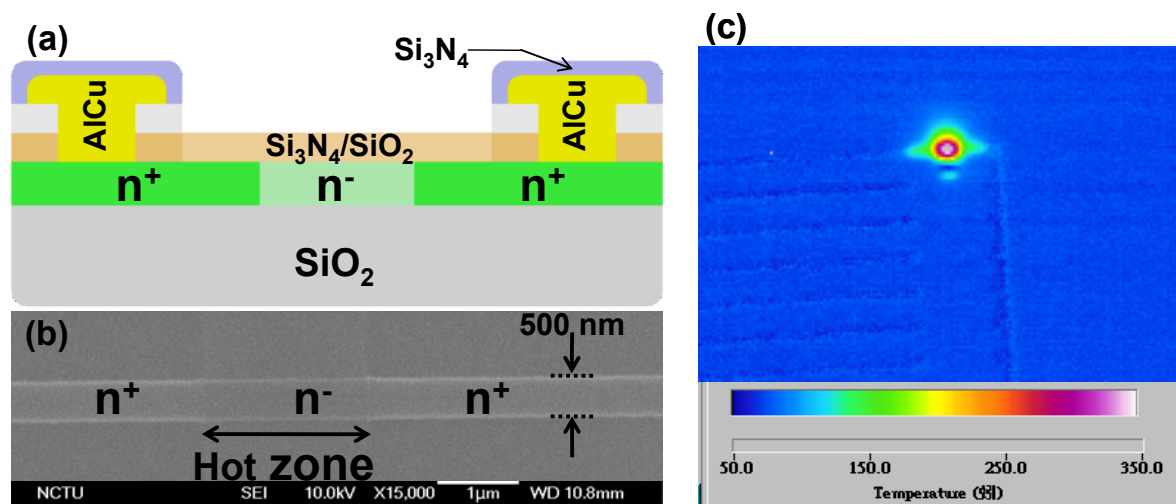 (a)
Si₃N₄
AlCu
AlCu
Si₃N₄/SiO₂
n⁺
n⁻
n⁺
SiO₂
(b)
500 nm
n⁺
n⁻
n⁺
Hot zone
NCTU SEI 10.0kV X15,000 1µm WD 10.8mm
(c)
50.0 150.0 250.0 350.0
Temperature (